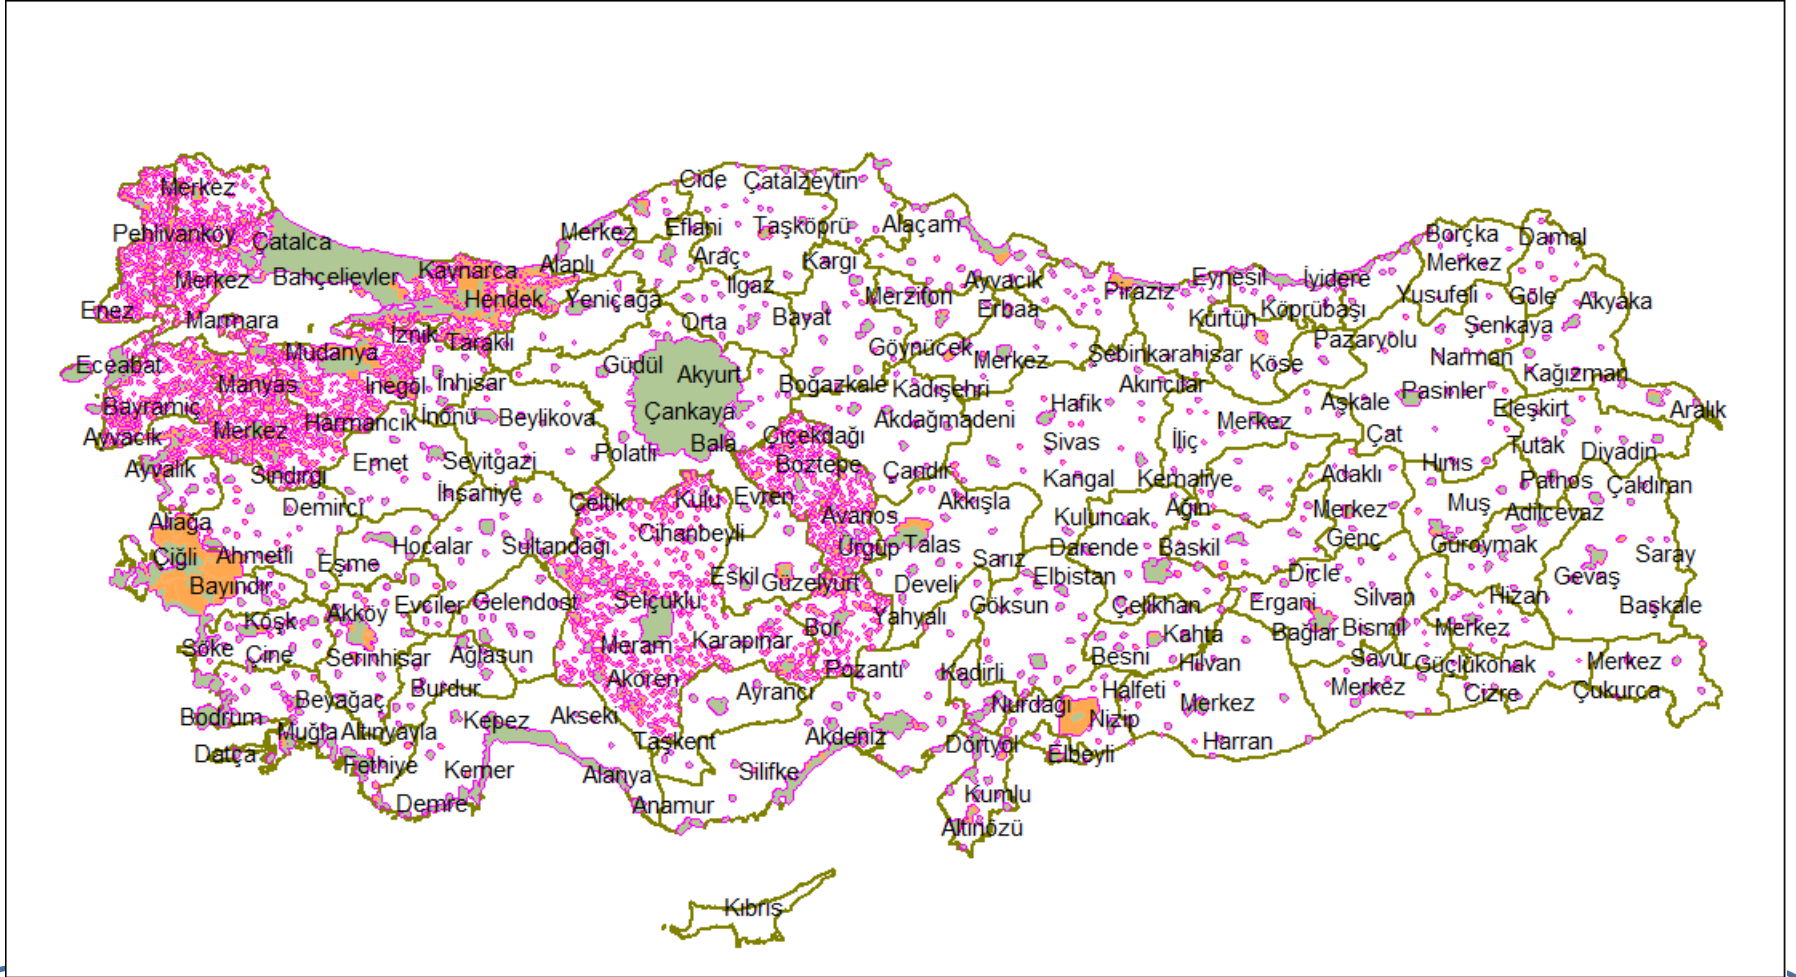 Cide
Çatalzeytin
Merkez
Pehlivanköy
Çatalca
Merkez
Eflani
Taşköprü
Alaçam
Borçka
Damal
Merkez
Bahçelievler
Kaynarca
Alaplı
Araç
Kargı
Merkez
Enez
Marmara
Hendek
Yeniçağa
Ilgaz
Merzifon
Ayvacık
Erbaa
Piraziz
Eynesil
İyidere
Yusufeli
Göle
Akyaka
İznik
Taraklı
Orta
Bayat
Kürtün
Köprübaşı
Şenkaya
Eceabat
Mudanya
Güdül
Akyurt
Göynücek
Merkez
Şebinkarahisar
Köse
Pazaryolu
Narman
Kağızman
Manyas
İnegöl
İnhisar
Boğazkale
Kadışehri
Akıncılar
Pasinler
Bayramiç
Merkez
Harmancık
İnönü
Beylikova
Çankaya
Akdağmadeni
Hafik
Merkez
Aşkale
Eleşkirt
Aralık
Ayvacık
Ayvalık
Sındırgı
Emet
Seyitgazi
Polatlı
Bala
Çiçekdağı
Boztepe
Çandır
Sivas
İliç
Çat
Hınıs
Tutak
Diyadin
Demirci
İhsaniye
Çeltik
Kulu
Evren
Akkışla
Kangal
Kemaliye
Adaklı
Patnos
Çaldıran
Aliağa
Cihanbeyli
Avanos
Kuluncak
Ağın
Merkez
Muş
Adilcevaz
Çiğli
Ahmetli
Eşme
Hocalar
Sultandağı
Ürgüp
Talas
Sarız
Darende
Baskil
Genç
Güroymak
Saray
Bayındır
Eskil
Güzelyurt
Develi
Elbistan
Dicle
Gevaş
Köşk
Akköy
Evciler
Gelendost
Selçuklu
Yahyalı
Göksun
Çelikhan
Ergani
Silvan
Hizan
Başkale
Söke
Çine
Serinhisar
Ağlasun
Meram
Karapınar
Bor
Kahta
Bağlar
Bismil
Merkez
Beyağaç
Burdur
Akören
Ayrancı
Pozantı
Kadirli
Besni
Hilvan
Savur
Güçlükonak
Merkez
Bodrum
Muğla
Altınyayla
Kepez
Akseki
Nurdağı
Halfeti
Merkez
Merkez
Cizre
Çukurca
Datça
Fethiye
Kemer
Taşkent
Akdeniz
Dörtyol
Nizip
Elbeyli
Harran
Demre
Alanya
Anamur
Silifke
Kumlu
Altınözü
Kıbrıs